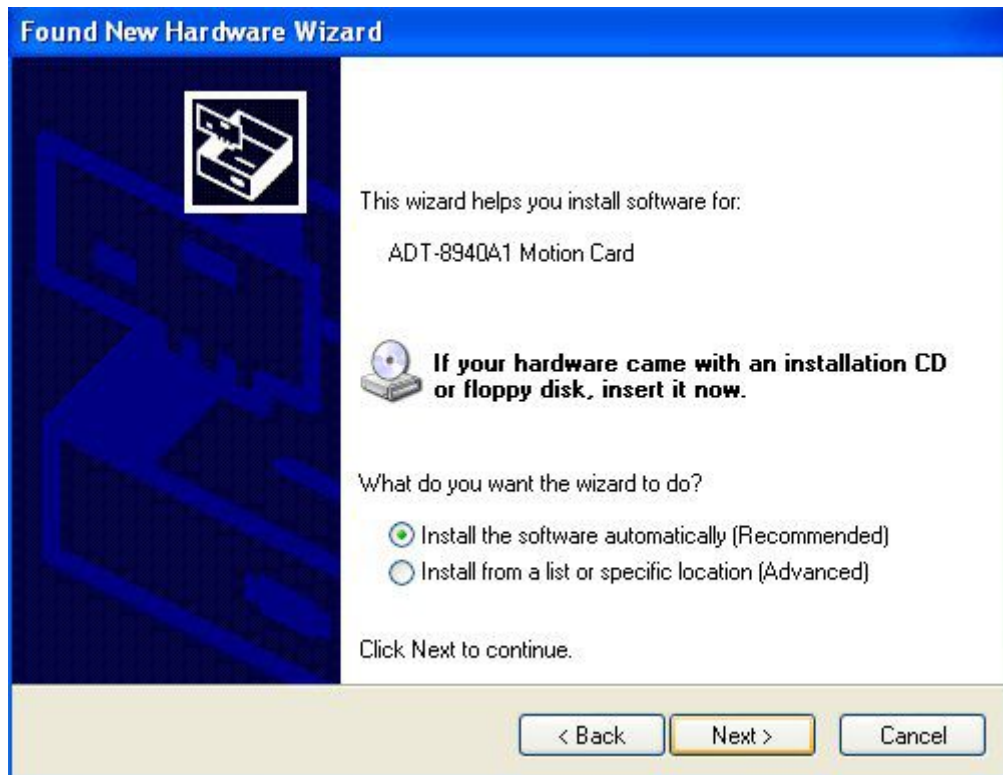 Found New Hardware Wizard
This wizard helps you install software for:
ADT-8940A1 Motion Card
If your hardware came with an installation CD
or floppy disk, insert it now.
What do you want the wizard to do?
Install the software automatically (Recommended)
Install from a list or specific location (Advanced)
Click Next to continue.
< Back
Next >
Cancel